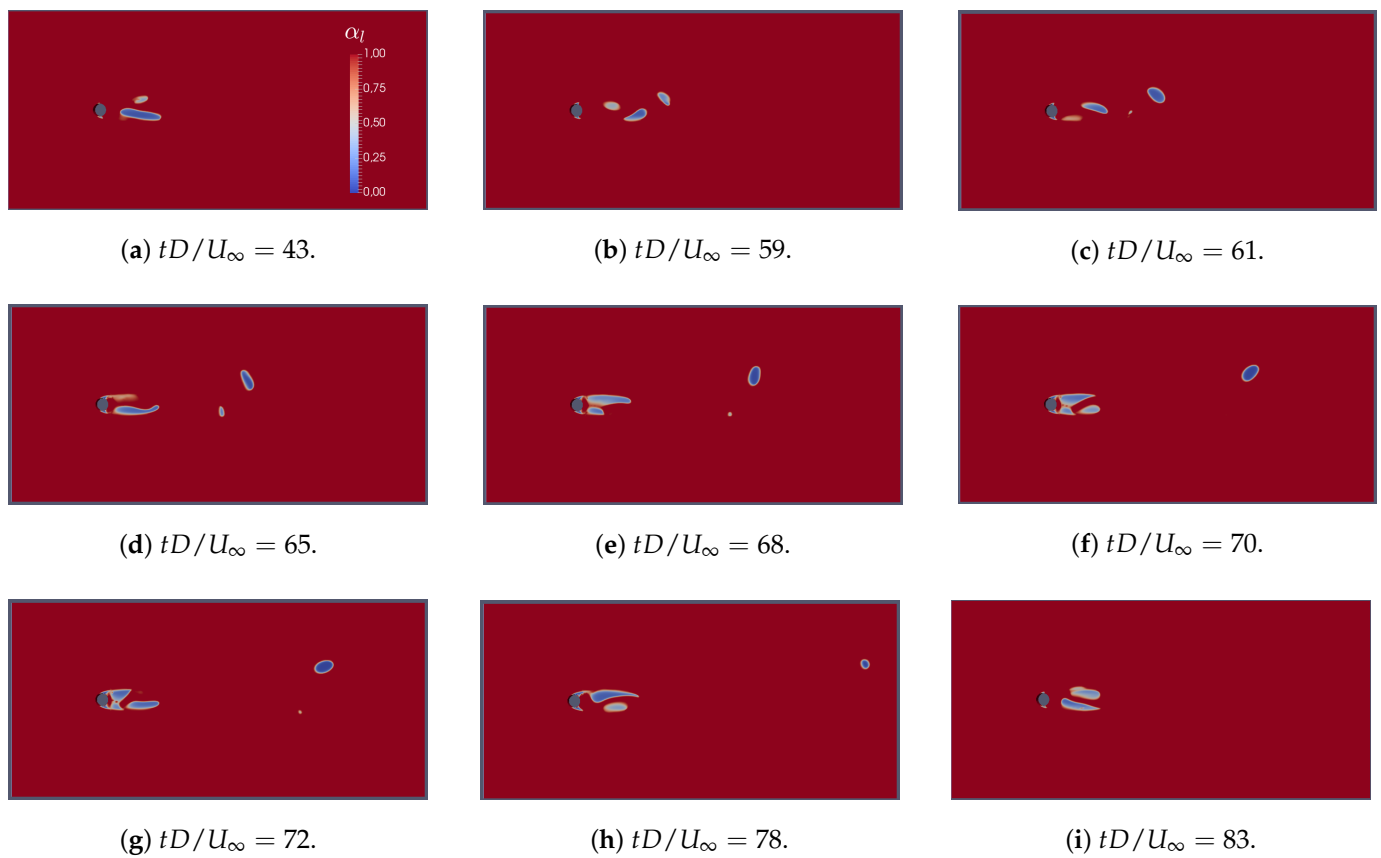 α_l
1,00
0,75
0,50
0,25
0,00
(a) tD/U∞ = 43.
(b) tD/U∞ = 59.
(c) tD/U∞ = 61.
(d) tD/U∞ = 65.
(e) tD/U∞ = 68.
(f) tD/U∞ = 70.
(g) tD/U∞ = 72.
(h) tD/U∞ = 78.
(i) tD/U∞ = 83.